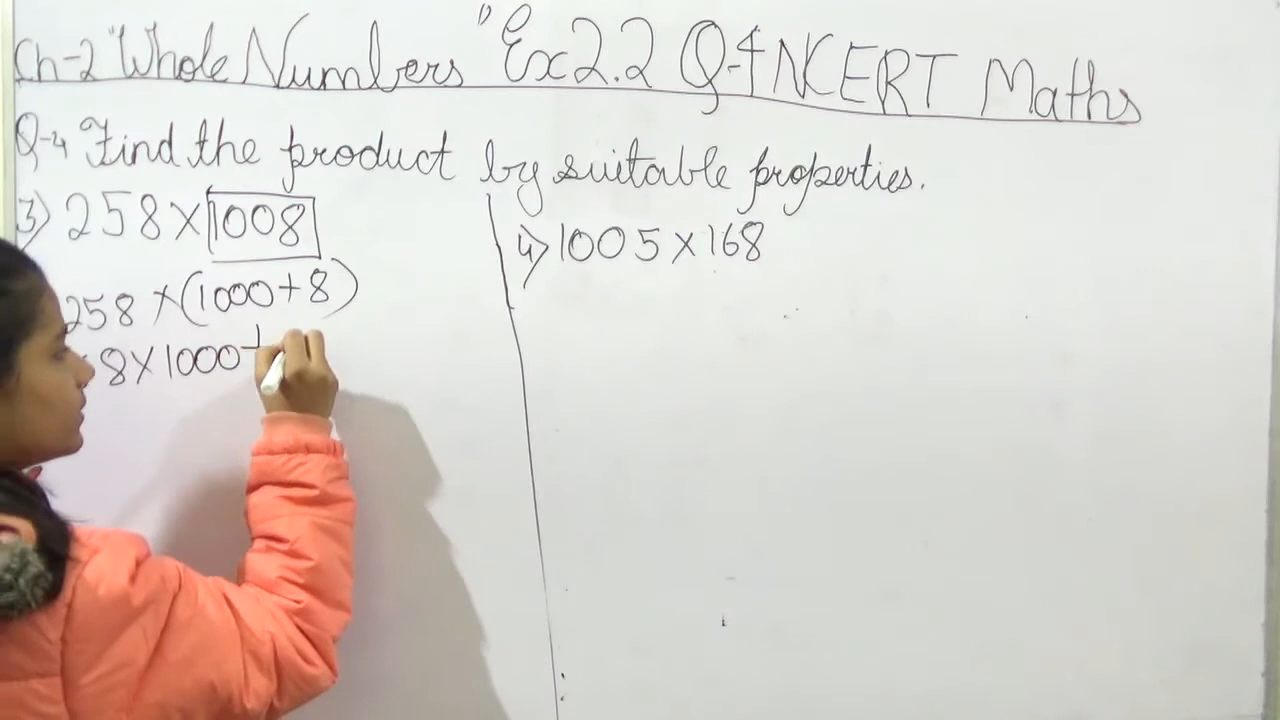 Ch-2 "Whole Numbers" Ex 2.2 Q-4 NCERT Maths
Q-4 Find the product by suitable properties.
3) 258 × 1008
258 × (1000 + 8)
8 × 1000 +
4) 1005 × 168